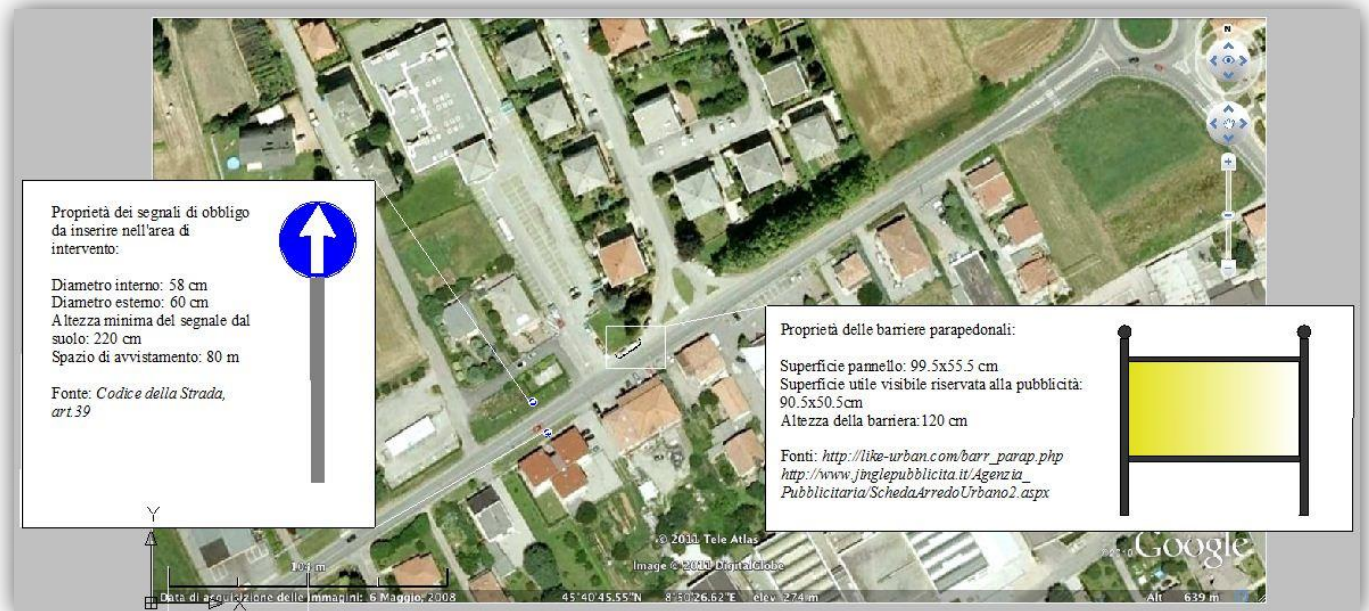 N
Proprietà dei segnali di obbligo
da inserire nell'area di
intervento:
Diametro interno: 58 cm
Diametro esterno: 60 cm
Altezza minima del segnale dal
suolo: 220 cm
Spazio di avvistamento: 80 m
Fonte: Codice della Strada,
art.39
Proprietà delle barriere parapedonali:
Superficie pannello: 99.5x55.5 cm
Superficie utile visibile riservata alla pubblicità:
90.5x50.5cm
Altezza della barriera:120 cm
Fonti: http://like-urban.com/barr_parap.php
http://www.jinglepubblicita.it/Agenzia_
Pubblicitaria/SchedaArredoUrbano2.aspx
Y
X
© 2011 Tele Atlas
Image © 2011 DigitalGlobe
Google
Data di acquisizione delle immagini: 6 Maggio, 2008
45°40'45.55"N
elev 274 m
Alt 639 m